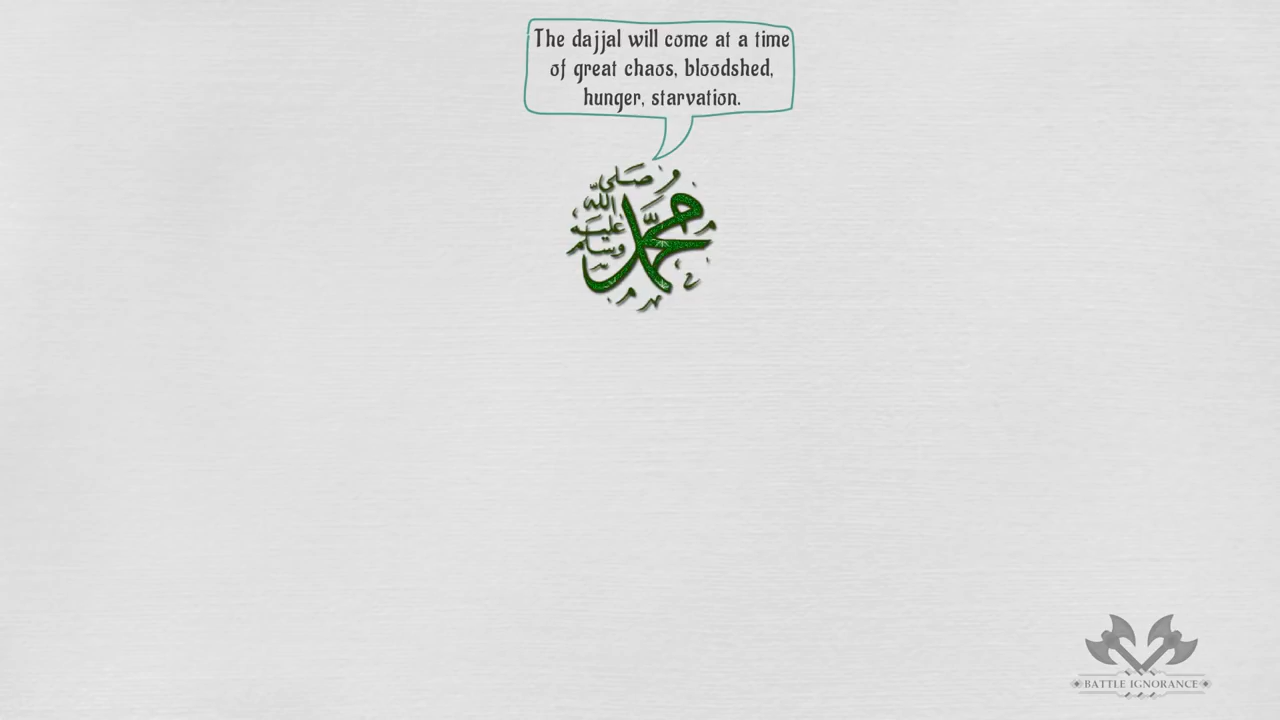 The dajjal will come at a time
of great chaos, bloodshed,
hunger, starvation.
محمد صلى الله عليه وسلم
BATTLE IGNORANCE